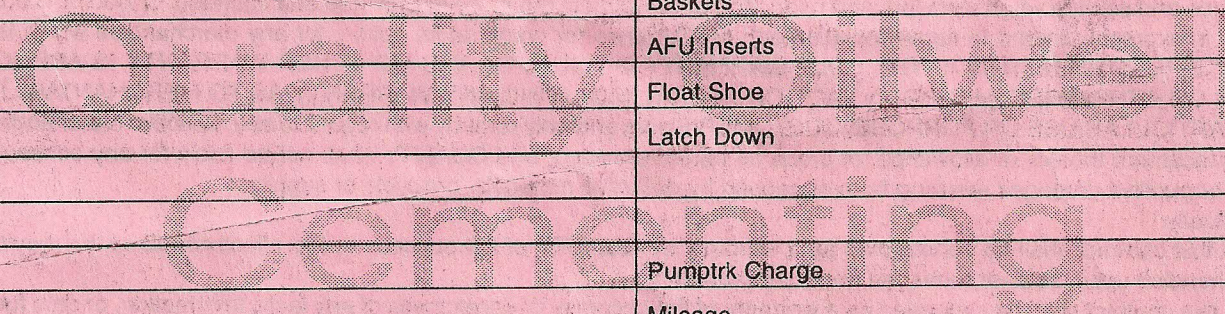 Baskets
AFU Inserts
Quality Oilwell
Float Shoe
Latch Down
Cementing
Pumptrk Charge
Mileage